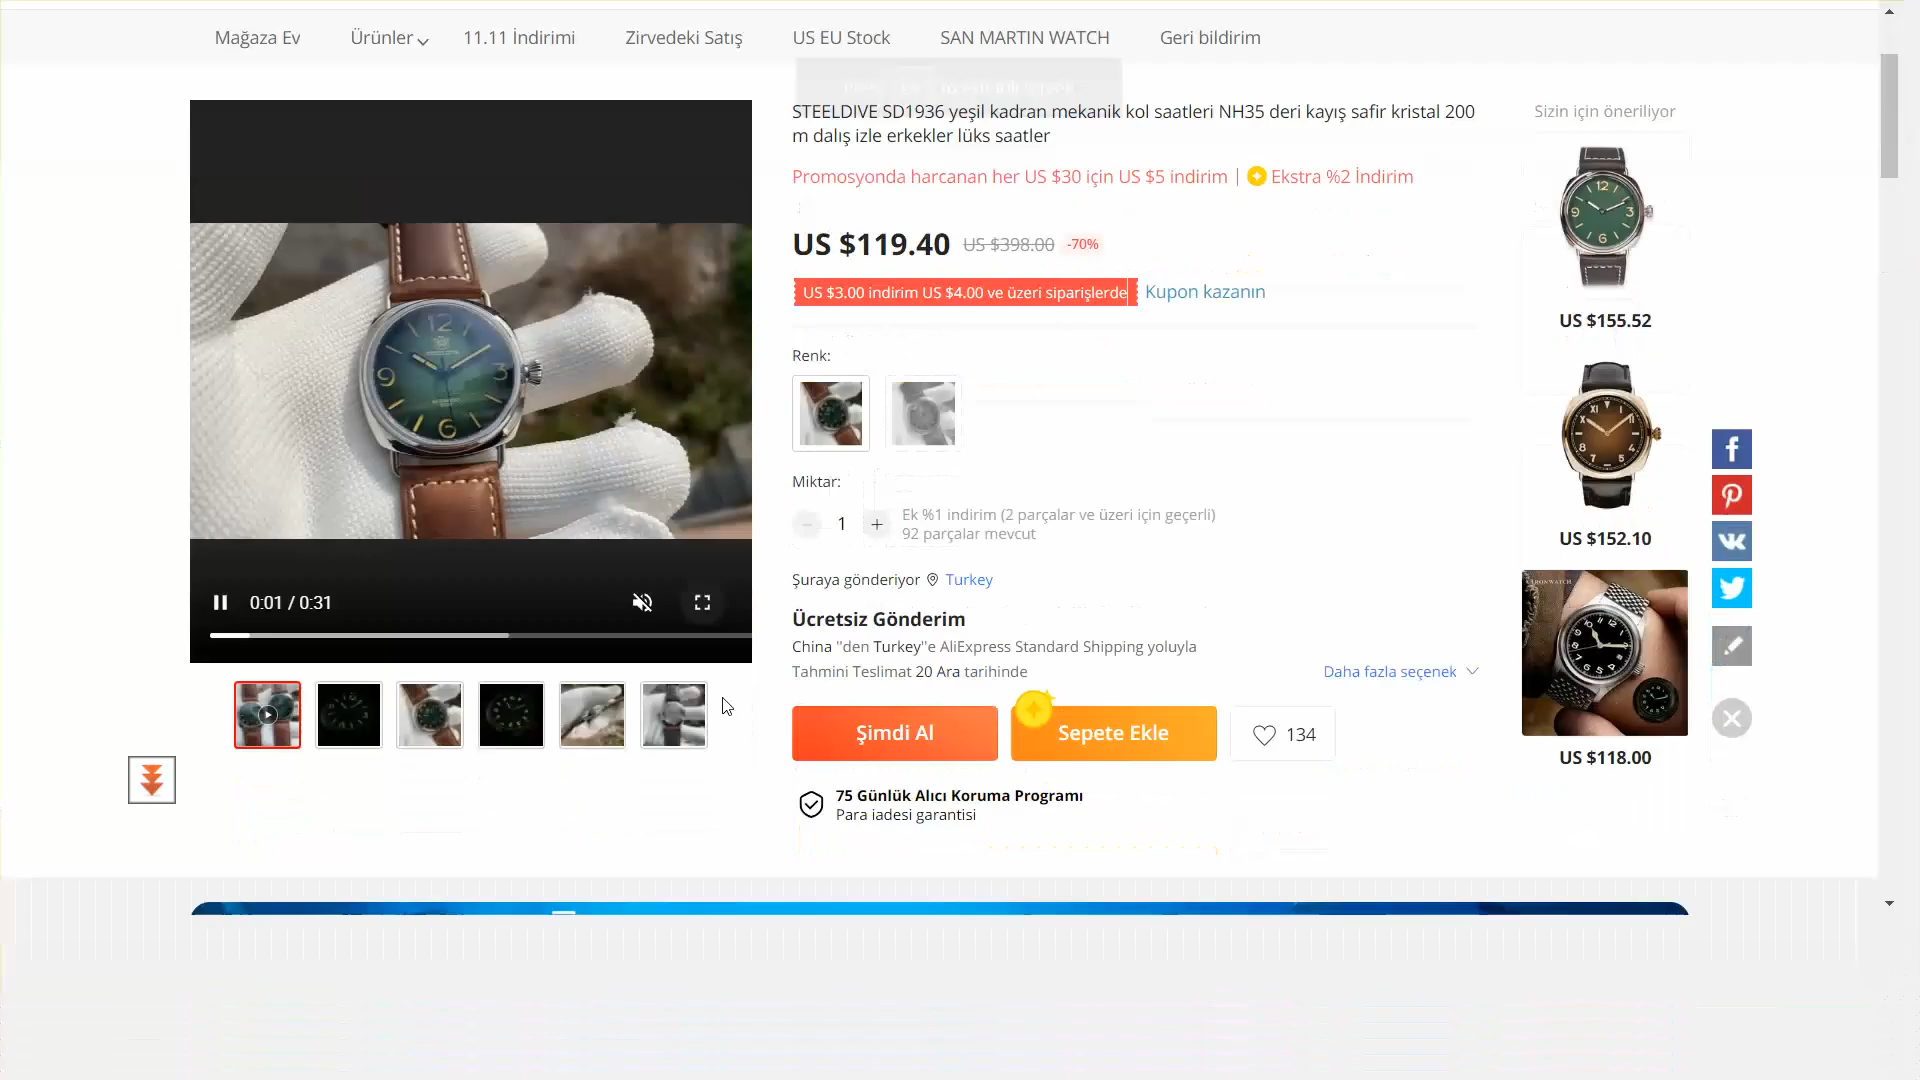 Mağaza Ev
Ürünler
11.11 İndirimi
Zirvedeki Satış
US EU Stock
SAN MARTIN WATCH
Geri bildirim
STEELDIVE SD1936 yeşil kadran mekanik kol saatleri NH35 deri kayış safir kristal 200
m dalış izle erkekler lüks saatler
Promosyonda harcanan her US $30 için US $5 indirim | Ekstra %2 İndirim
US $119.40 US $398.00 -70%
US $3.00 indirim US $4.00 ve üzeri siparişlerde Kupon kazanın
Renk:
Miktar:
1
Ek %1 indirim (2 parçalar ve üzeri için geçerli)
92 parçalar mevcut
Şuraya gönderiyor Turkey
Ücretsiz Gönderim
China "den Turkey"e AliExpress Standard Shipping yoluyla
Tahmini Teslimat 20 Ara tarihinde
Daha fazla seçenek
Şimdi Al
Sepete Ekle
134
75 Günlük Alıcı Koruma Programı
Para iadesi garantisi
12
3
6
9
0:01 / 0:31
Sizin için öneriliyor
US $155.52
US $152.10
US $118.00